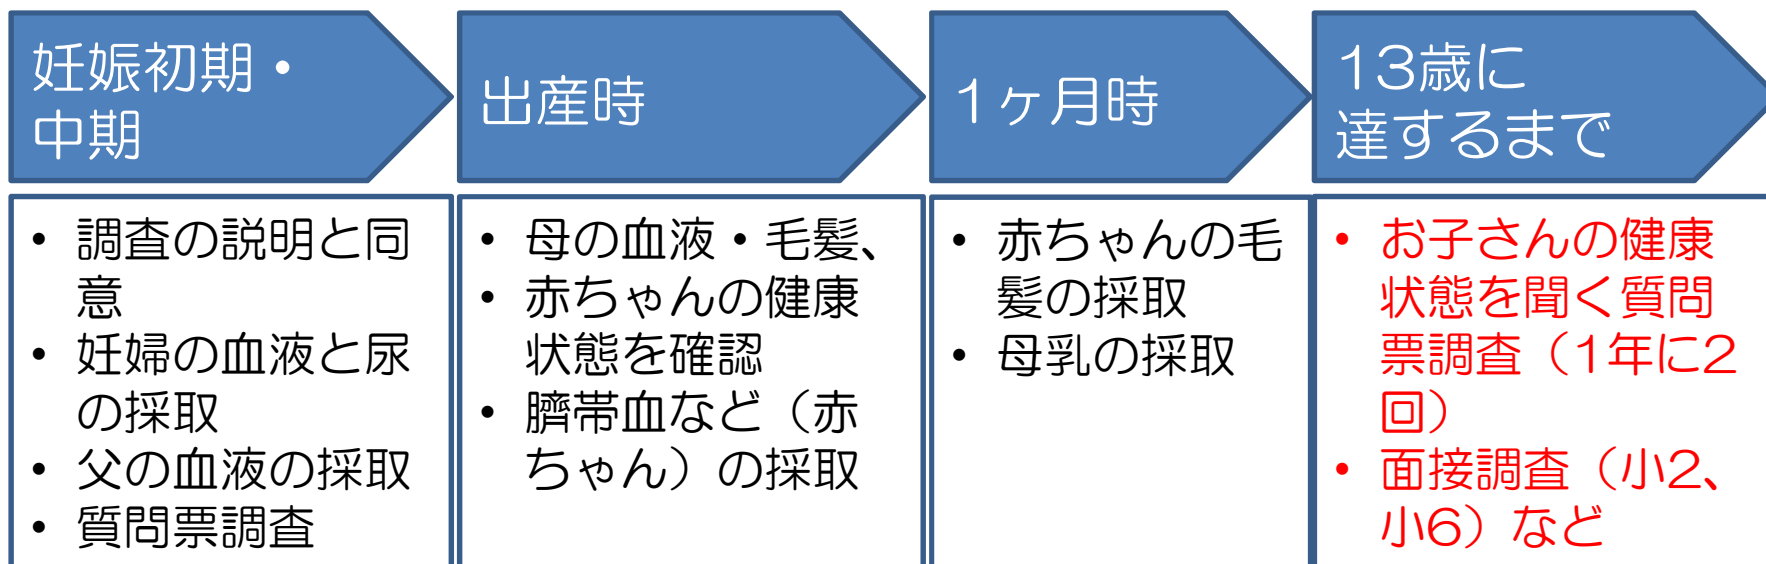 妊娠初期・
中期
出産時
1ヶ月時
13歳に
達するまで
• 調査の説明と同
意
• 妊婦の血液と尿
の採取
• 父の血液の採取
• 質問票調査
• 母の血液・毛髪、
• 赤ちゃんの健康
状態を確認
• 臍帯血など（赤
ちゃん）の採取
• 赤ちゃんの毛
髪の採取
• 母乳の採取
• お子さんの健康
状態を聞く質問
票調査（1年に2
回）
• 面接調査（小2、
小6）など